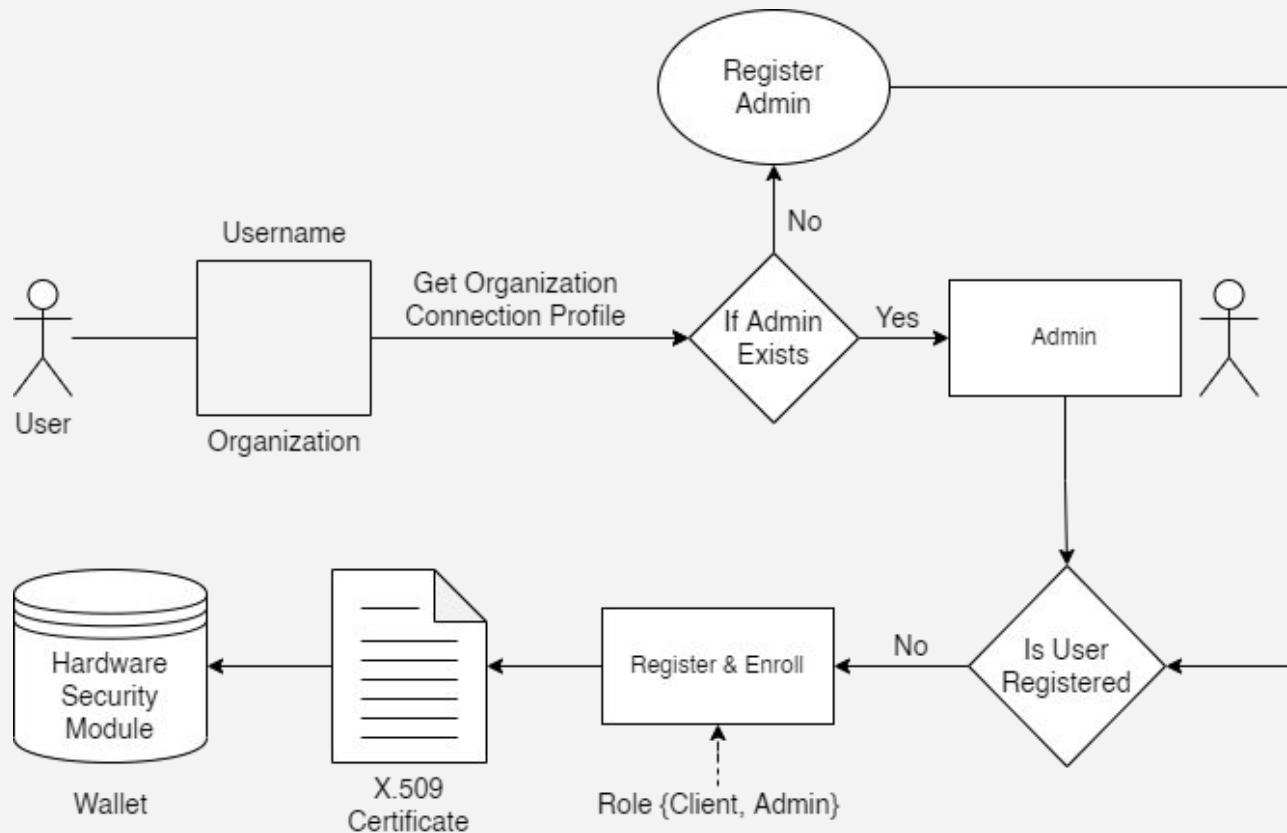 Register
Admin
No
Username
Get Organization
Connection Profile
If Admin
Exists
Yes
Admin
User
Organization
Hardware
Security
Module
Wallet
X.509
Certificate
Register & Enroll
Role {Client, Admin}
No
Is User
Registered